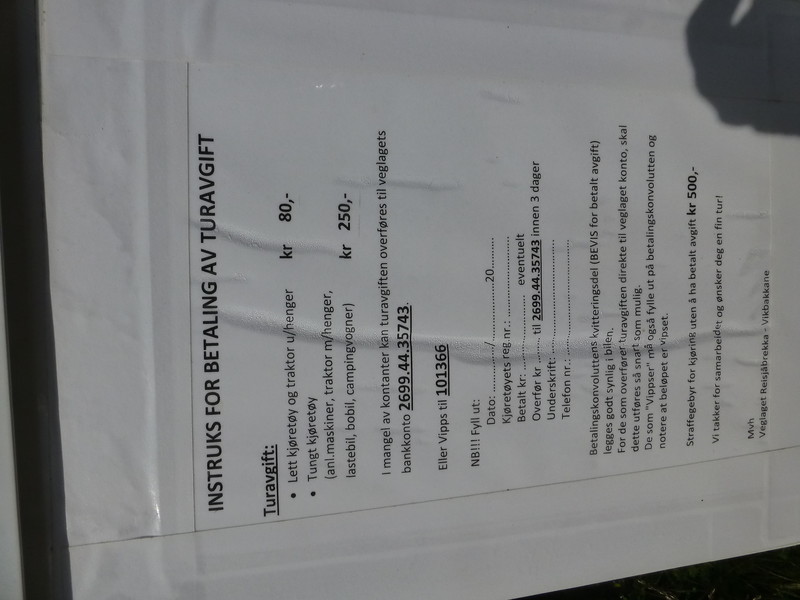 INSTRUKS FOR BETALING AV TURAVGIFT
Turavgift:
• Lett kjøretøy og traktor u/henger kr 80,-
• Tungt kjøretøy
(anl.maskiner, traktor m/henger,
lastebil, bobil, campingvogner) kr 250,-
I mangel av kontanter kan turavgiften overføres til veglagets
bankkonto 2699.44.35743.
Eller Vipps til 101366
NB!!! Fyll ut:
Dato: ............./.................20..........
Kjøretøyets reg.nr.: ........................
Betalt kr: ................ eventuelt
Overfør kr ........ til 2699.44.35743 innen 3 dager
Underskrift: ...............................
Telefon nr.: ...............................
Betalingskonvoluttens kvitteringsdel (BEVIS for betalt avgift)
legges godt synlig i bilen.
For de som overfører turavgiften direkte til veglaget konto, skal
dette utføres så snart som mulig.
De som "Vippser" må også fylle ut på betalingskonvolutten og
notere at beløpet er vipset.
Straffegebyr for kjøring uten å ha betalt avgift kr 500,-
Vi takker for samarbeidet og ønsker deg en fin tur!
Mvh
Veglaget Reisjåbrekka - Vikbakkane